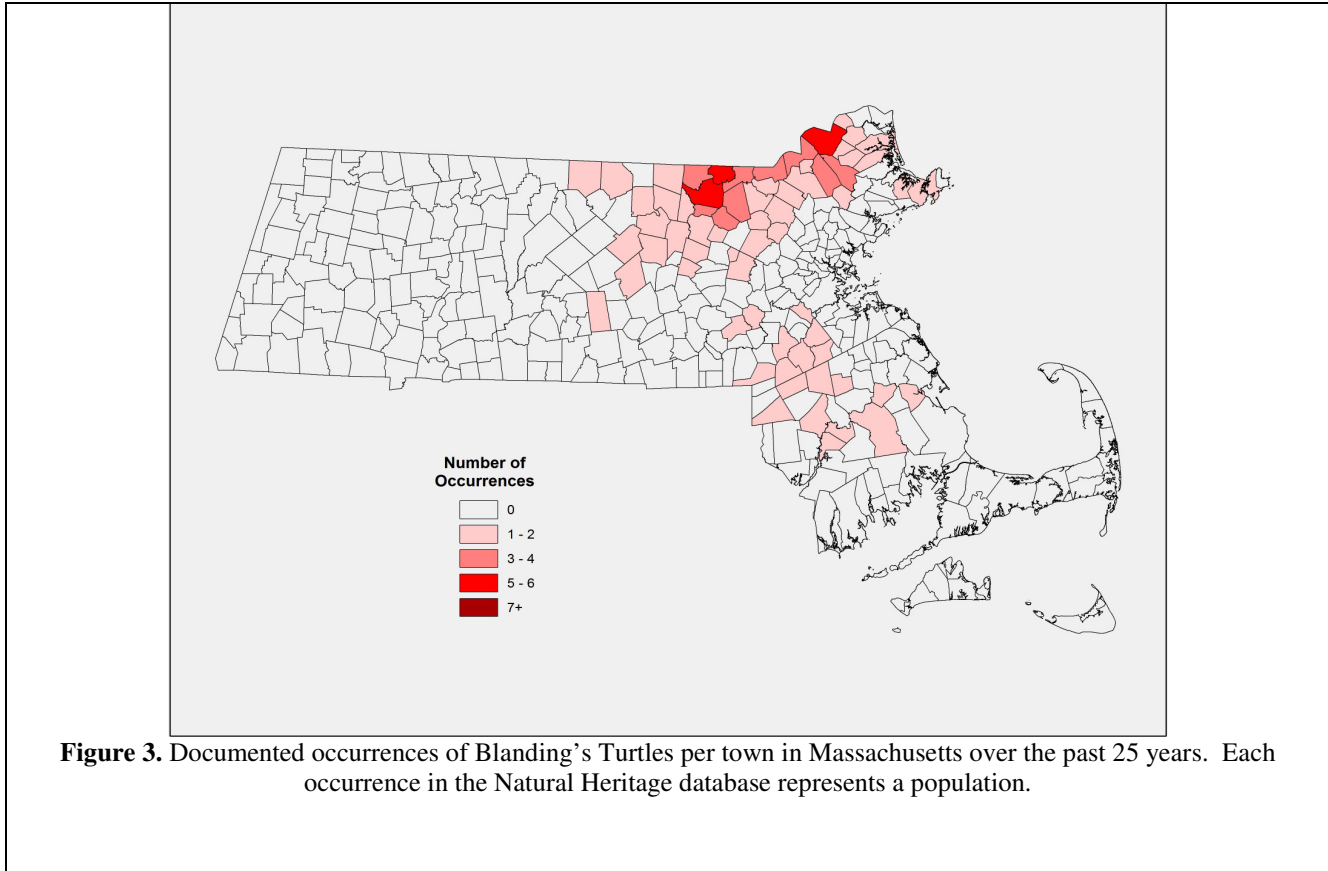 Number of
Occurrences
0
1 - 2
3 - 4
5 - 6
7+
Figure 3. Documented occurrences of Blanding’s Turtles per town in Massachusetts over the past 25 years.  Each
occurrence in the Natural Heritage database represents a population.